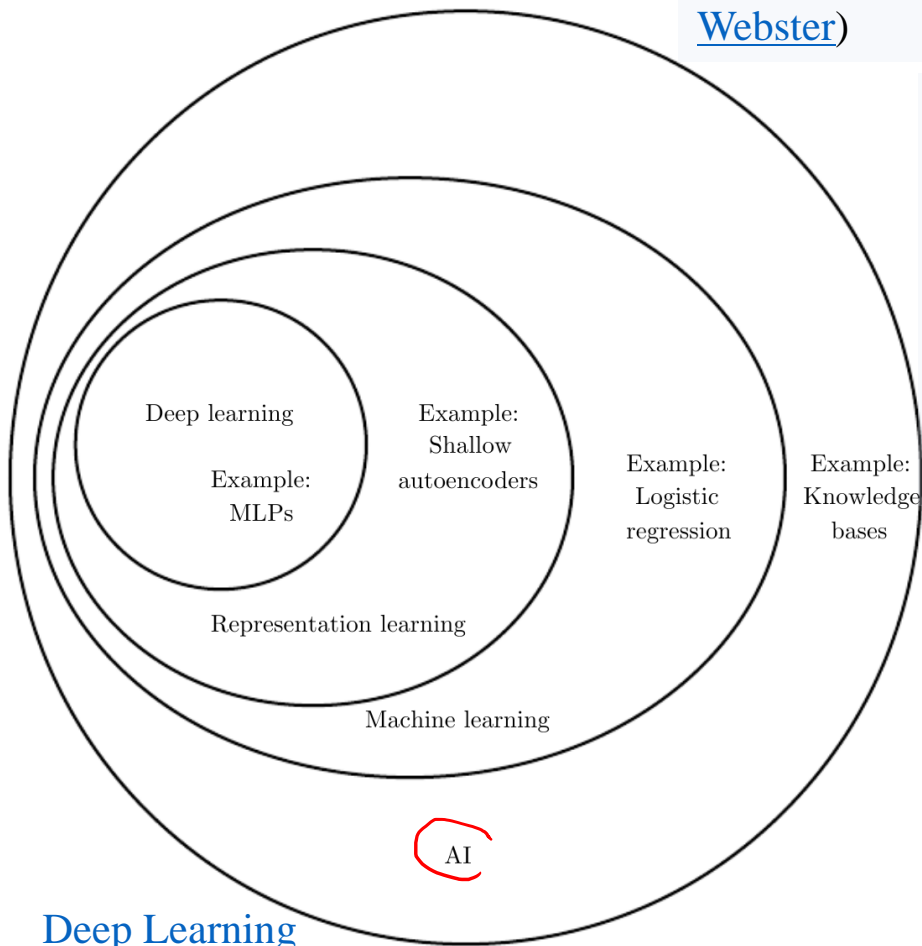 Webster)
Deep learning
Example:
MLPs
Example:
Shallow
autoencoders
Example:
Logistic
regression
Example:
Knowledge
bases
Representation learning
Machine learning
AI
Deep Learning